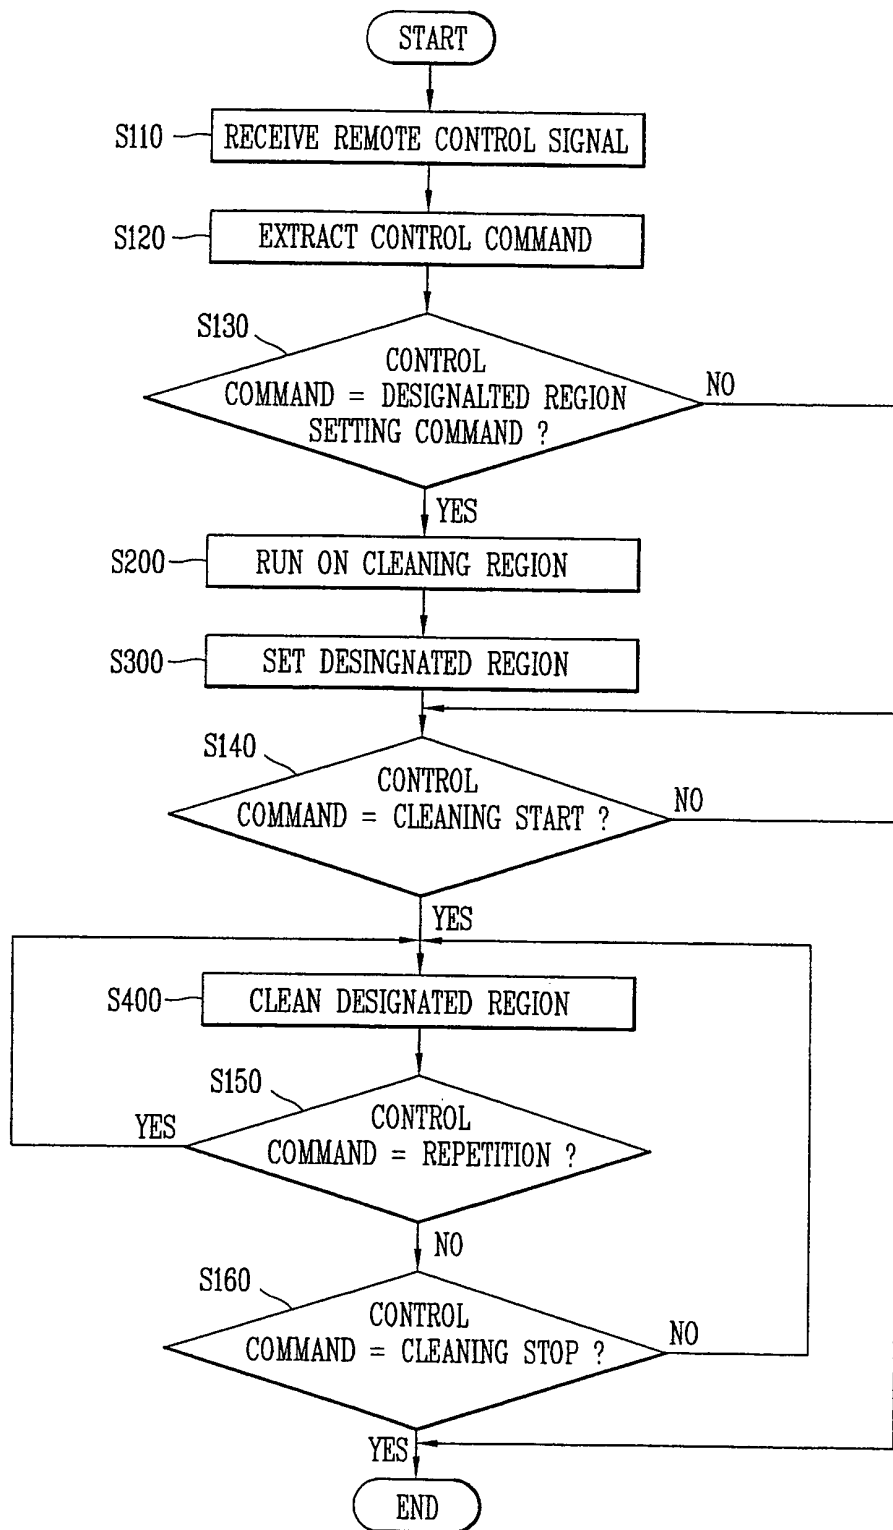 START
S110
RECEIVE REMOTE CONTROL SIGNAL
S120
EXTRACT CONTROL COMMAND
S130
CONTROL
COMMAND = DESIGNALTED REGION
SETTING COMMAND ?
NO
YES
S200
RUN ON CLEANING REGION
S300
SET DESINGNATED REGION
S140
CONTROL
COMMAND = CLEANING START ?
NO
YES
S400
CLEAN DESIGNATED REGION
S150
CONTROL
COMMAND = REPETITION ?
YES
NO
S160
CONTROL
COMMAND = CLEANING STOP ?
NO
YES
END